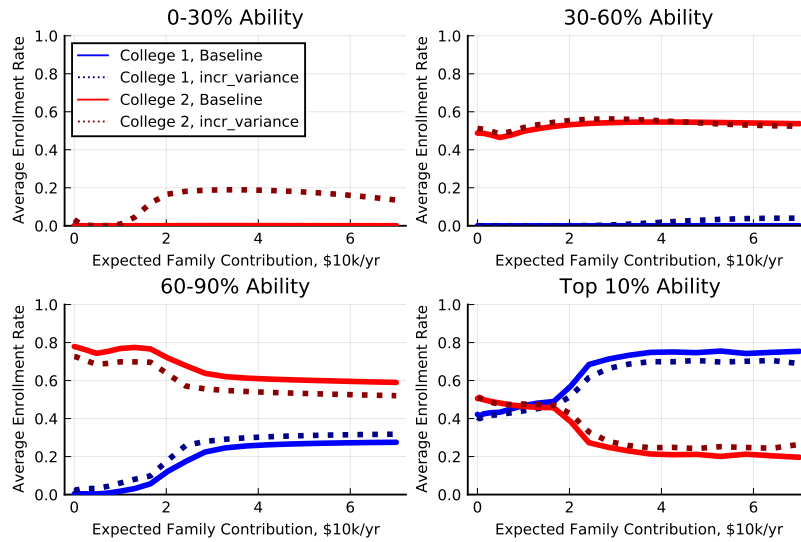 0-30% Ability
Average Enrollment Rate
1.0
0.8
0.6
0.4
0.2
0.0
College 1, Baseline
College 1, incr_variance
College 2, Baseline
College 2, incr_variance
0 2 4 6
Expected Family Contribution, $10k/yr
30-60% Ability
Average Enrollment Rate
1.0
0.8
0.6
0.4
0.2
0.0
0 2 4 6
Expected Family Contribution, $10k/yr
60-90% Ability
Average Enrollment Rate
1.0
0.8
0.6
0.4
0.2
0.0
0 2 4 6
Expected Family Contribution, $10k/yr
Top 10% Ability
Average Enrollment Rate
1.0
0.8
0.6
0.4
0.2
0.0
0 2 4 6
Expected Family Contribution, $10k/yr